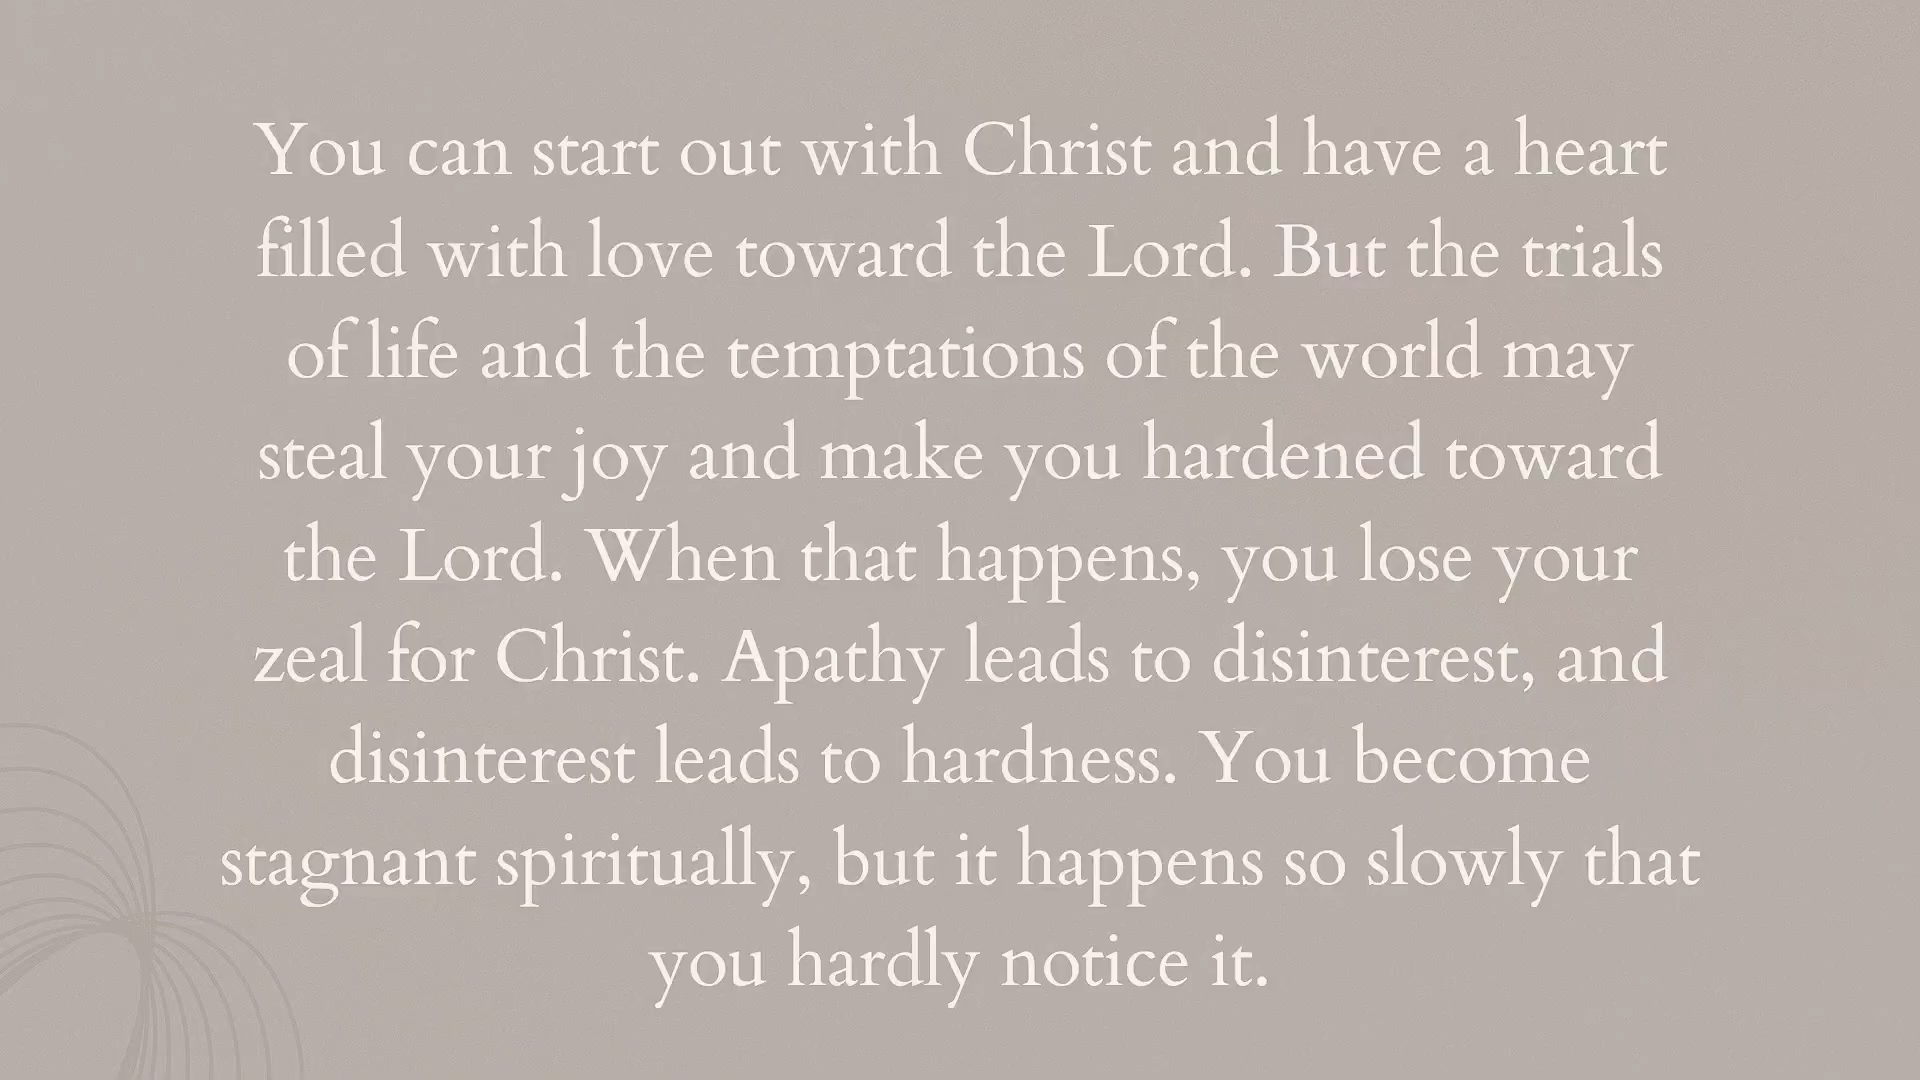 You can start out with Christ and have a heart
filled with love toward the Lord. But the trials
of life and the temptations of the world may
steal your joy and make you hardened toward
the Lord. When that happens, you lose your
zeal for Christ. Apathy leads to disinterest, and
disinterest leads to hardness. You become
stagnant spiritually, but it happens so slowly that
you hardly notice it.